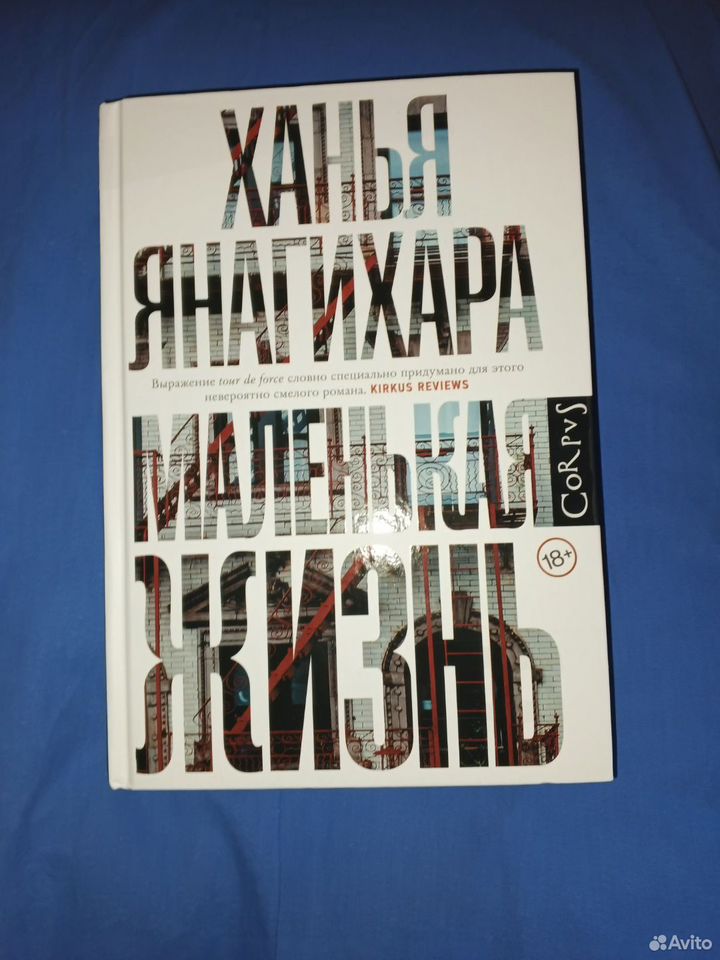 ХАНЬЯ
ЯНАГИХАРА
Выражение tour de force словно специально придумано для этого
невероятно смелого романа. KIRKUS REVIEWS
МАЛЕНЬКАЯ
CORPVS
18+
ЖИЗНЬ
Avito